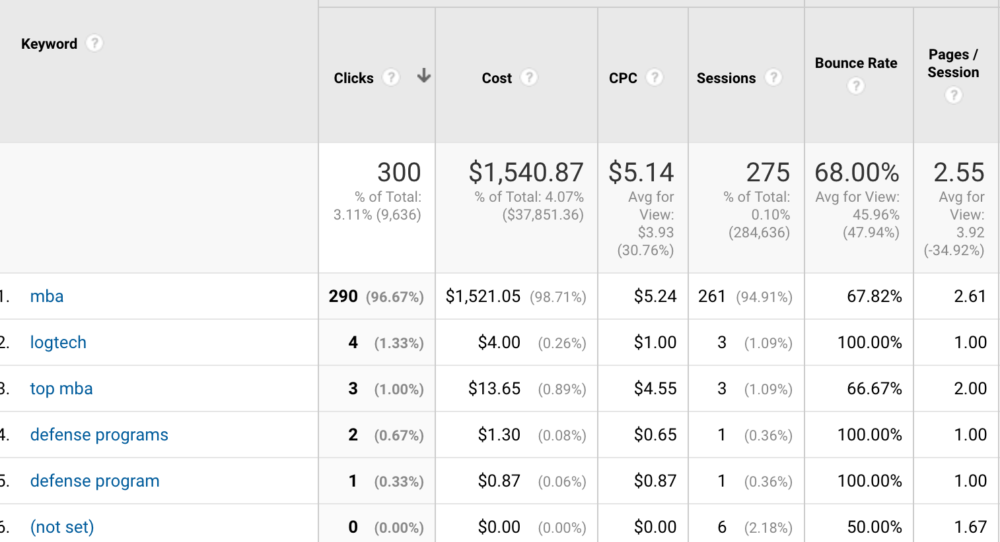 Keyword ?
Clicks ?
Cost ?
CPC ?
Sessions ?
Bounce Rate
?
Pages /
Session
?
300
% of Total:
3.11% (9,636)
$1,540.87
% of Total: 4.07%
($37,851.36)
$5.14
Avg for
View:
$3.93
(30.76%)
275
% of Total:
0.10%
(284,636)
68.00%
Avg for View:
45.96%
(47.94%)
2.55
Avg for
View:
3.92
(-34.92%)
1. mba 290 (96.67%) $1,521.05 (98.71%) $5.24 261 (94.91%) 67.82% 2.61
2. logtech 4 (1.33%) $4.00 (0.26%) $1.00 3 (1.09%) 100.00% 1.00
3. top mba 3 (1.00%) $13.65 (0.89%) $4.55 3 (1.09%) 66.67% 2.00
4. defense programs 2 (0.67%) $1.30 (0.08%) $0.65 1 (0.36%) 100.00% 1.00
5. defense program 1 (0.33%) $0.87 (0.06%) $0.87 1 (0.36%) 100.00% 1.00
6. (not set) 0 (0.00%) $0.00 (0.00%) $0.00 6 (2.18%) 50.00% 1.67